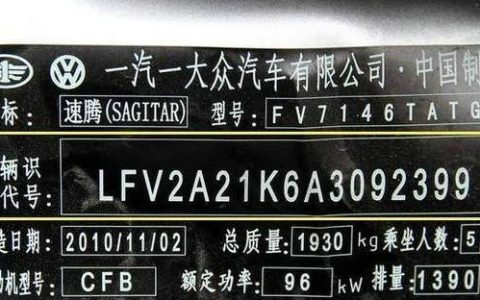 一汽一大众汽车有限公司·中国制
标: 速腾(SAGITAR) 型号: FV7146TATG
辆识
代号: LFV2A21K6A3092399
造日期: 2010/11/02 总质量: 1930 kg 乘坐人数: 5
机型号: CFB 额定功率: 96 kW 排量: 1390